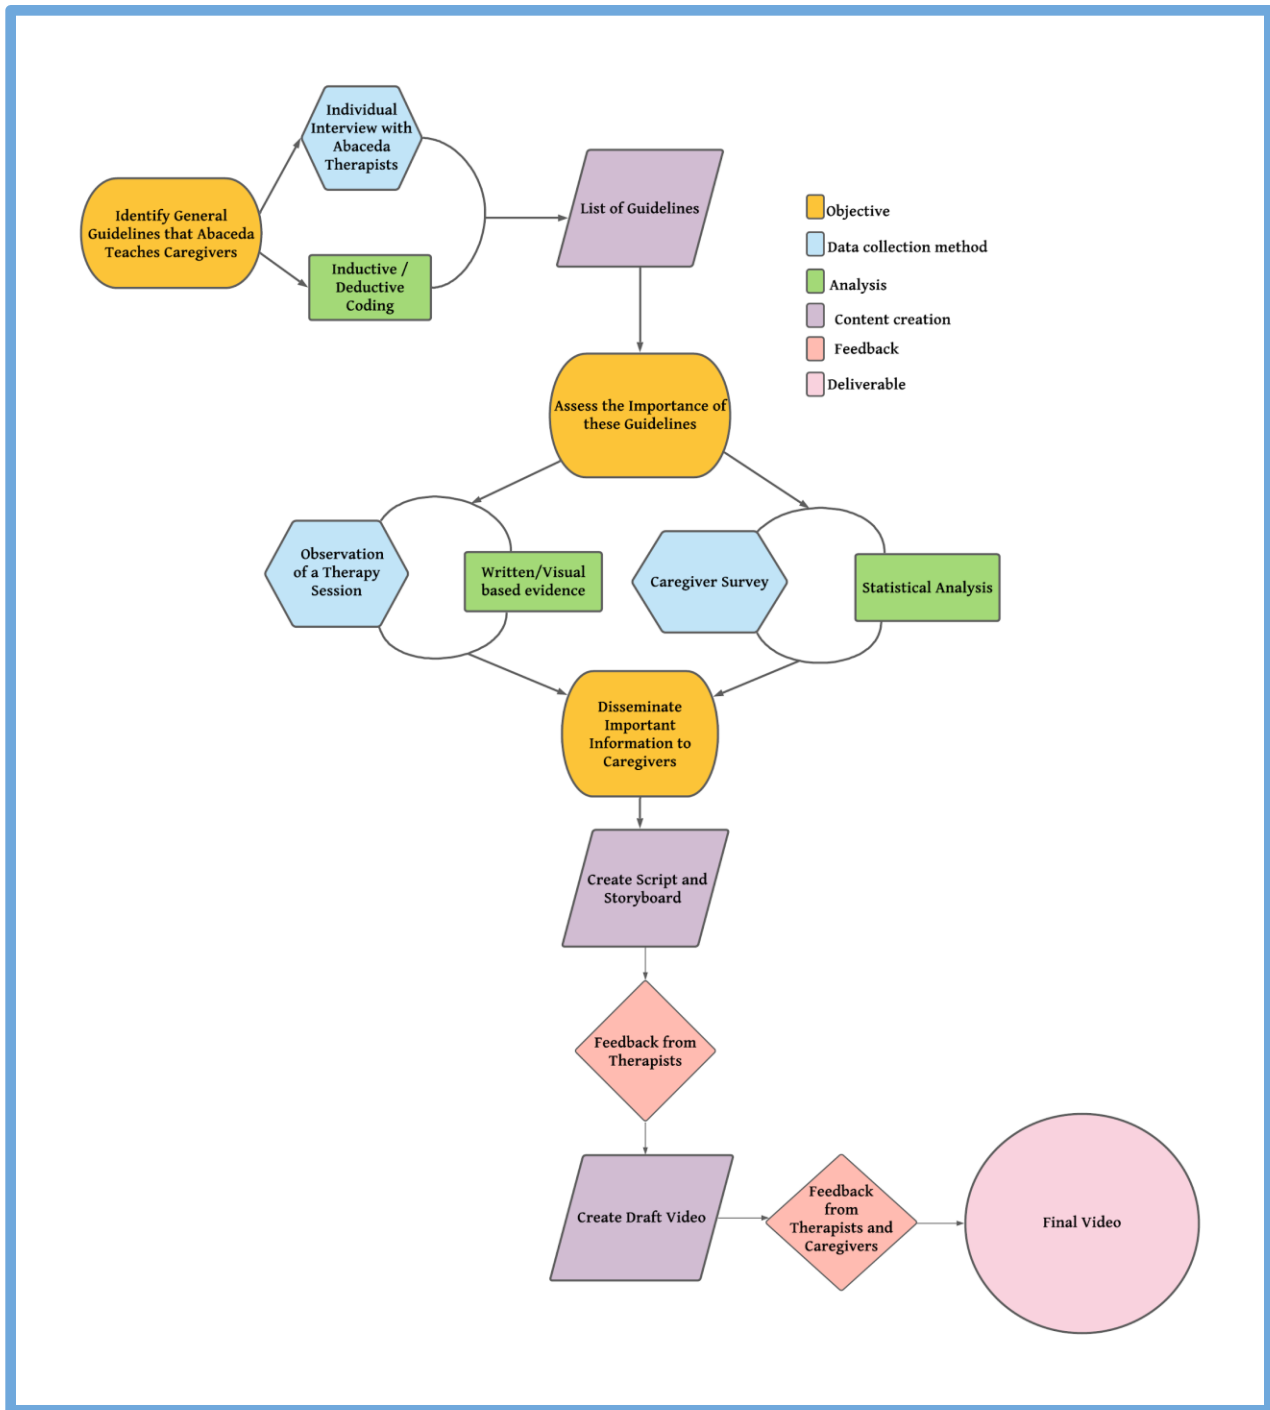 Individual
Interview with
Abaceda
Therapists
Identify General
Guidelines that Abaceda
Teaches Caregivers
Inductive /
Deductive
Coding
List of Guidelines
Objective
Data collection method
Analysis
Content creation
Feedback
Deliverable
Assess the Importance of
these Guidelines
Observation
of a Therapy
Session
Written/Visual
based evidence
Caregiver Survey
Statistical Analysis
Disseminate
Important
Information to
Caregivers
Create Script and
Storyboard
Feedback from
Therapists
Create Draft Video
Feedback
from
Therapists and
Caregivers
Final Video